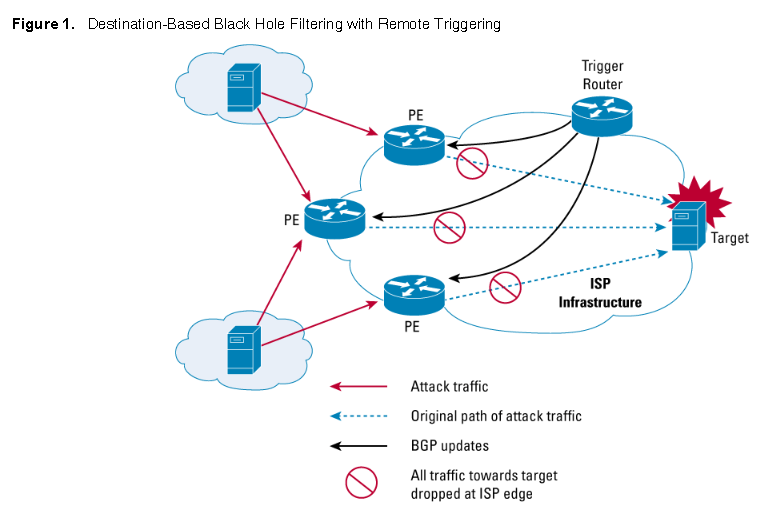 Figure 1. Destination-Based Black Hole Filtering with Remote Triggering
Trigger
Router
PE
PE
Target
ISP
Infrastructure
PE
Attack traffic
Original path of attack traffic
BGP updates
All traffic towards target
dropped at ISP edge